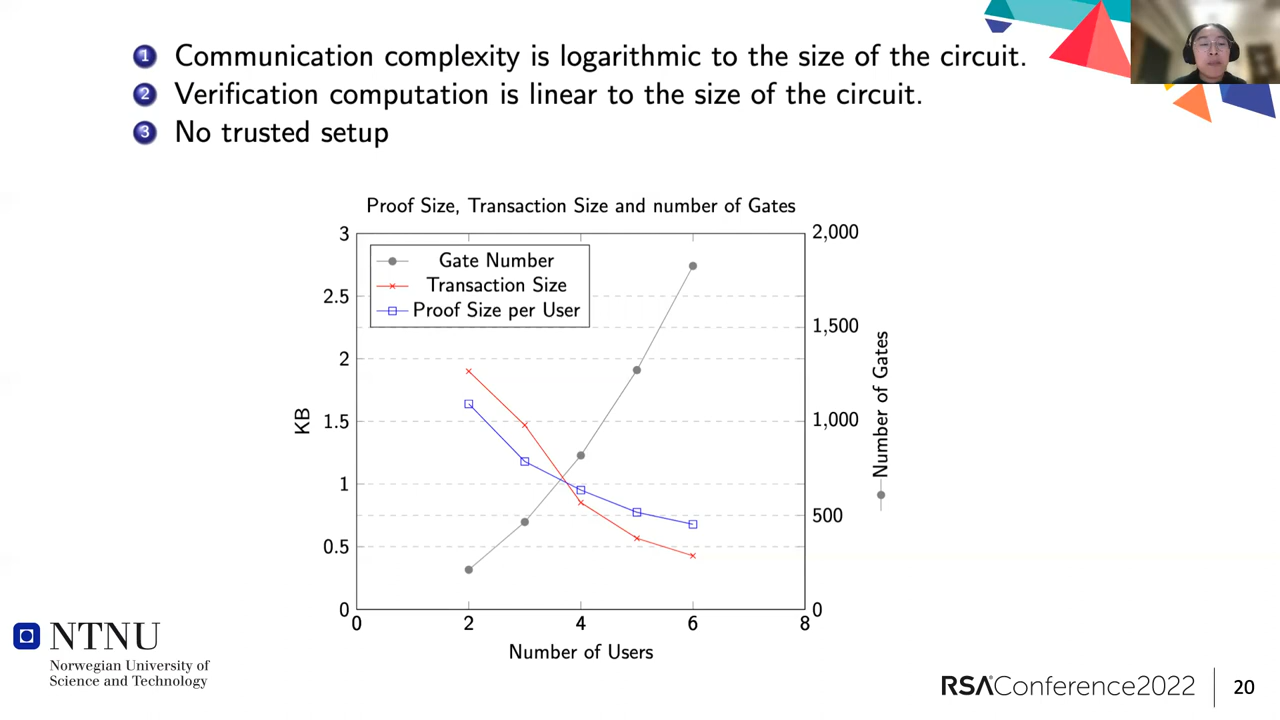 1 Communication complexity is logarithmic to the size of the circuit.
2 Verification computation is linear to the size of the circuit.
3 No trusted setup
Proof Size, Transaction Size and number of Gates
3
2.5
2
1.5
1
0.5
0
KB
Gate Number
Transaction Size
Proof Size per User
2,000
1,500
1,000
500
0
Number of Gates
0 2 4 6 8
Number of Users
NTNU
Norwegian University of
Science and Technology
RSAConference2022
20